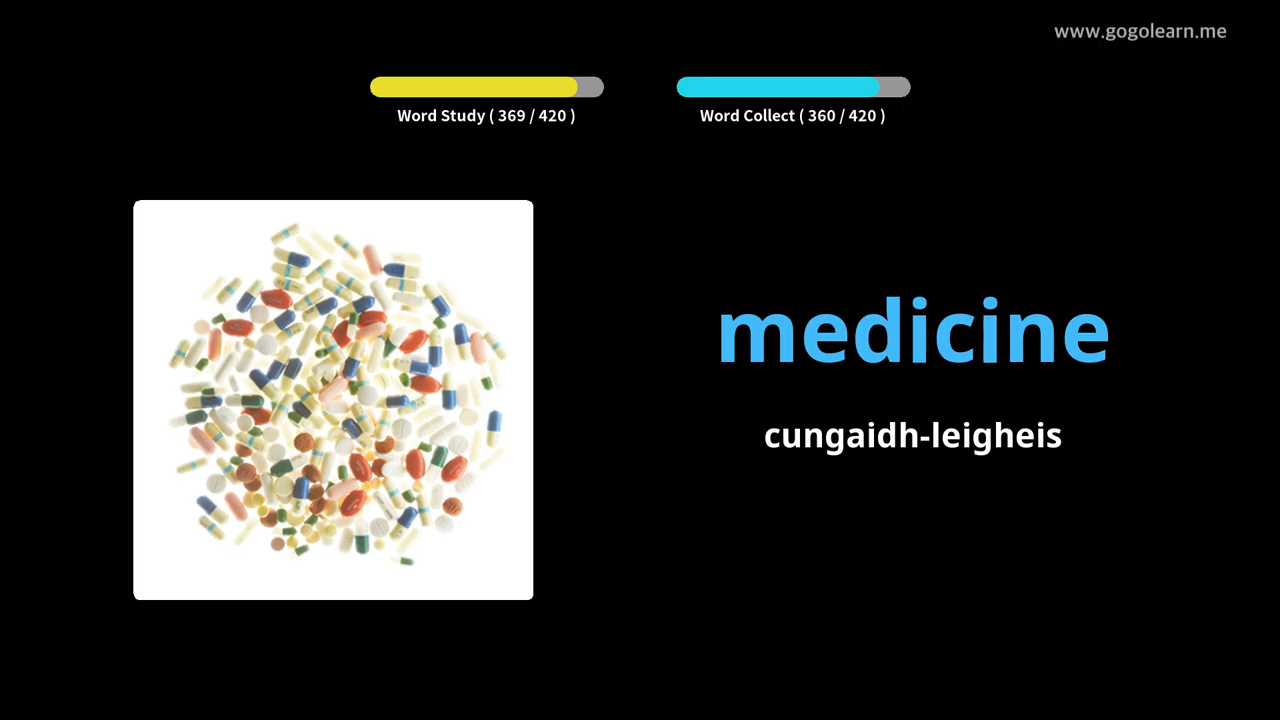 www.gogolearn.me
Word Study ( 369 / 420 )
Word Collect ( 360 / 420 )
medicine
cungaidh-leigheis